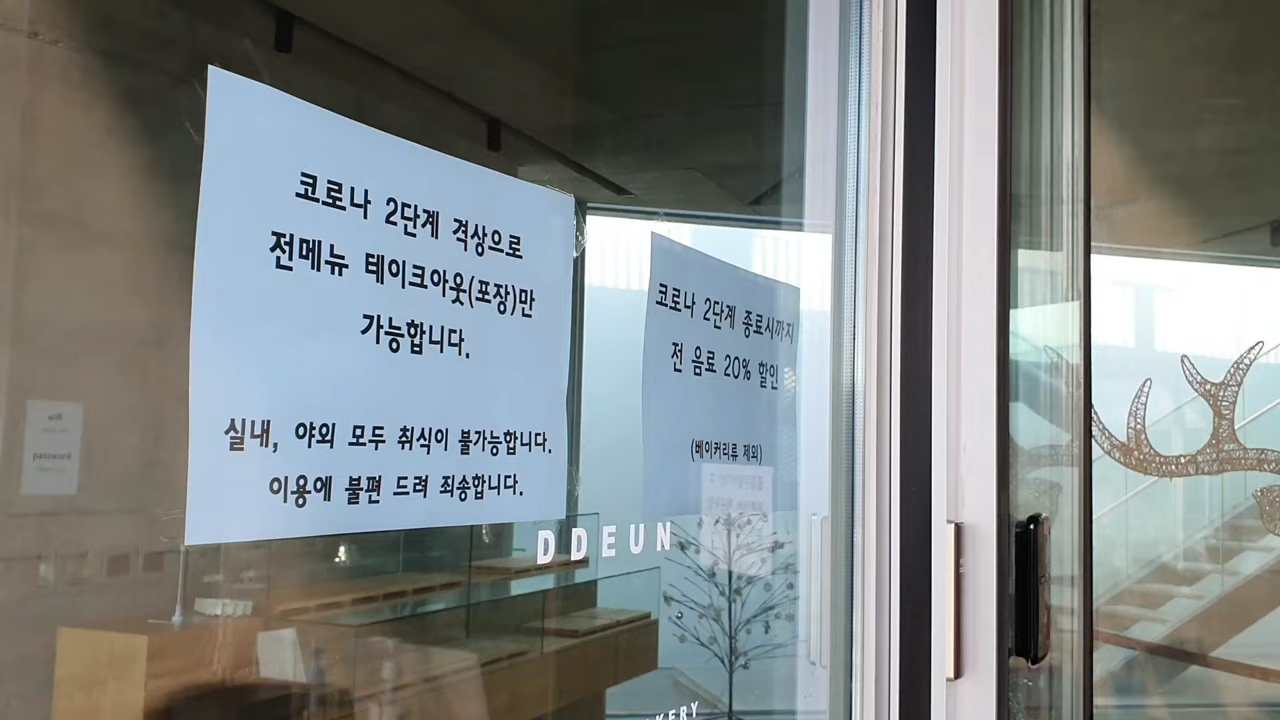 코로나 2단계 격상으로
전메뉴 테이크아웃(포장)만
가능합니다.
실내, 야외 모두 취식이 불가능합니다.
이용에 불편 드려 죄송합니다.
코로나 2단계 종료시까지
전 음료 20% 할인
(베이커리류 제외)
wifi
password
DDEUN